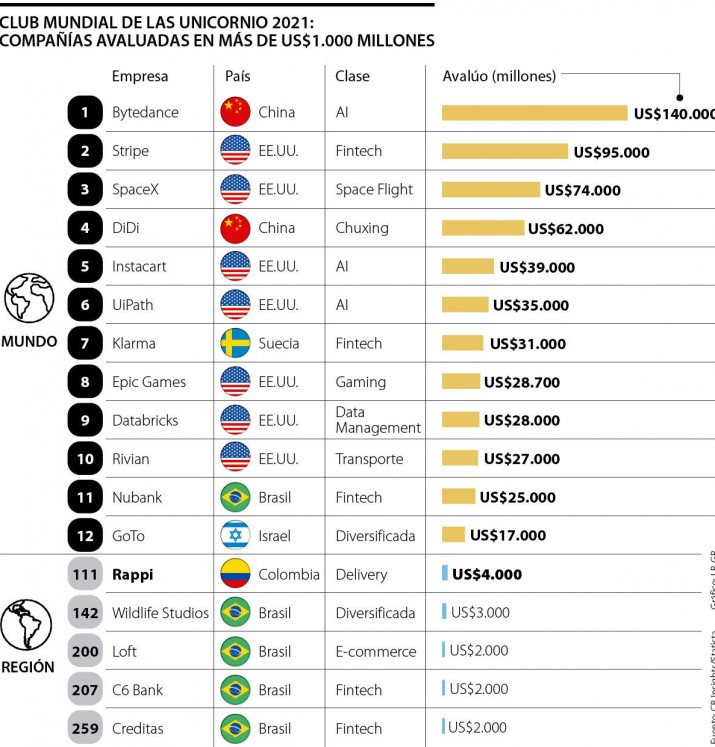 CLUB MUNDIAL DE LAS UNICORNIO 2021:
COMPAÑÍAS AVALUADAS EN MÁS DE US$1.000 MILLONES
Empresa País Clase Avalúo (millones)
1 Bytedance China AI US$140.000
2 Stripe EE.UU. Fintech US$95.000
3 SpaceX EE.UU. Space Flight US$74.000
4 DiDi China Chuxing US$62.000
5 Instacart EE.UU. AI US$39.000
6 UiPath EE.UU. AI US$35.000
MUNDO
7 Klarma Suecia Fintech US$31.000
8 Epic Games EE.UU. Gaming US$28.700
9 Databricks EE.UU. Data Management US$28.000
10 Rivian EE.UU. Transporte US$27.000
11 Nubank Brasil Fintech US$25.000
12 GoTo Israel Diversificada US$17.000
111 Rappi Colombia Delivery US$4.000
142 Wildlife Studios Brasil Diversificada US$3.000
200 Loft Brasil E-commerce US$2.000
REGIÓN
207 C6 Bank Brasil Fintech US$2.000
259 Creditas Brasil Fintech US$2.000